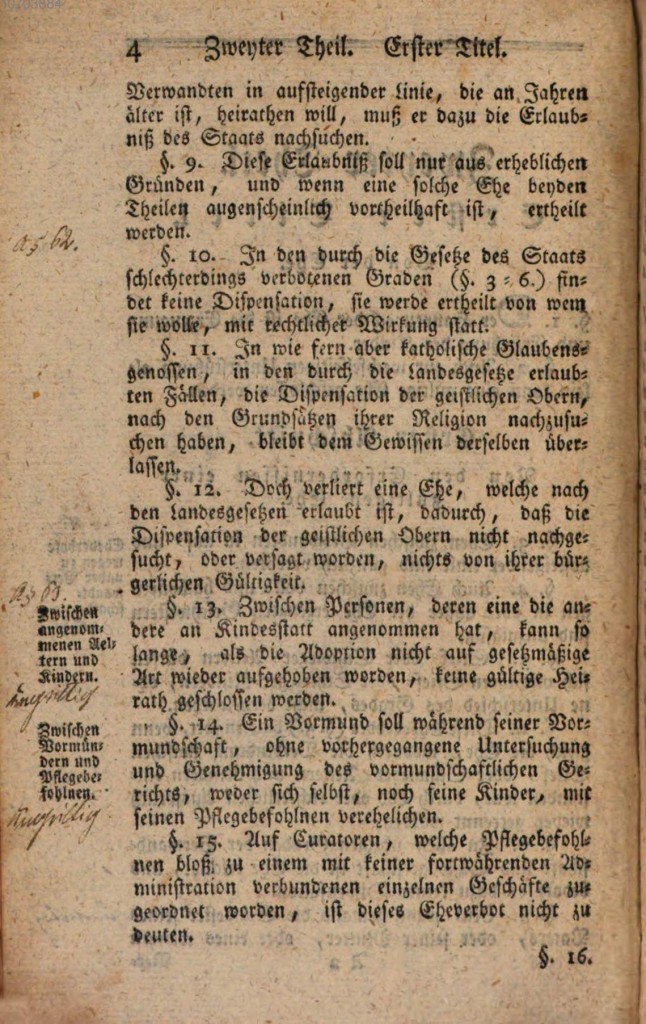 4 Zweyter Theil. Erster Titel.
Verwandten in aufsteigender Linie, die an Jahren
älter ist, heirathen will, muß er dazu die Erlaub-
niß des Staats nachsuchen.
§. 9. Diese Erlaubniß soll nur aus erheblichen
Gründen, und wenn eine solche Ehe beyden
Theilen augenscheinlich vortheilhaft ist, ertheilt
werden.
§. 10. In den durch die Gesetze des Staats
schlechterdings verbotenen Graden (§. 3-6.) fin-
det keine Dispensation, sie werde ertheilt von wem
sie wolle, mit rechtlicher Wirkung statt.
§. 11. In wie fern aber katholische Glaubens-
genossen, in den durch die Landesgesetze erlaub-
ten Fällen, die Dispensation der geistlichen Obern,
nach den Grundsätzen ihrer Religion nachzusu-
chen haben, bleibt dem Gewissen derselben über-
lassen.
§. 12. Doch verliert eine Ehe, welche nach
den Landesgesetzen erlaubt ist, dadurch, daß die
Dispensation der geistlichen Obern nicht nachge-
sucht, oder versagt worden, nichts von ihrer bür-
gerlichen Gültigkeit.
Zwischen
angenom-
menen Ael-
tern und
Kindern.
§. 13. Zwischen Personen, deren eine die an-
dere an Kindesstatt angenommen hat, kann so
lange, als die Adoption nicht auf gesetzmäßige
Art wieder aufgehoben worden, keine gültige Hei-
rath geschlossen werden.
Zwischen
Vormün-
dern und
Pflegebe-
fohlnen.
§. 14. Ein Vormund soll während seiner Vor-
mundschaft, ohne vorhergegangene Untersuchung
und Genehmigung des vormundschaftlichen Ge-
richts, weder sich selbst, noch seine Kinder, mit
seinen Pflegebefohlnen verehelichen.
§. 15. Auf Curatoren, welche Pflegebefohl-
nen bloß zu einem mit keiner fortwährenden Ad-
ministration verbundenen einzelnen Geschäfte zu-
geordnet worden, ist dieses Eheverbot nicht zu
deuten.
§. 16.